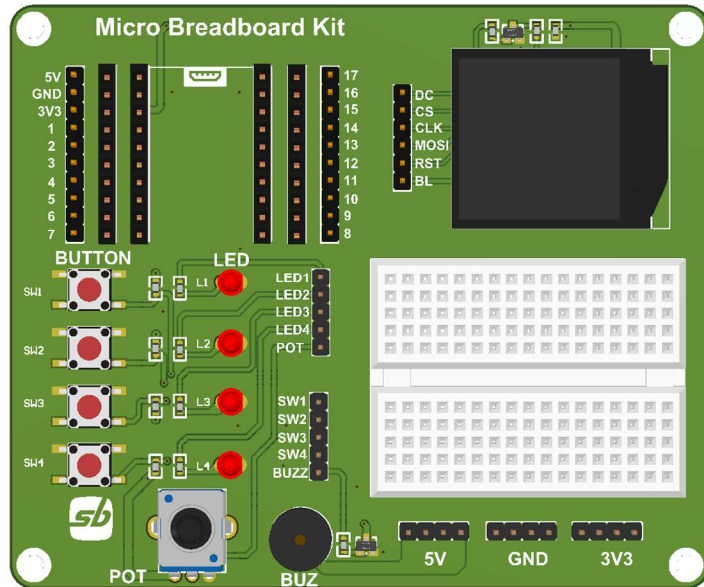 Micro Breadboard Kit
5V
GND
3V3
1
2
3
4
5
6
7
17
16
15
14
13
12
11
10
9
8
DC
CS
CLK
MOSI
RST
BL
BUTTON
LED
SW1
SW2
SW3
SW4
L1
L2
L3
L4
LED1
LED2
LED3
LED4
POT
SW1
SW2
SW3
SW4
BUZZ
sb
POT
BUZ
5V
GND
3V3